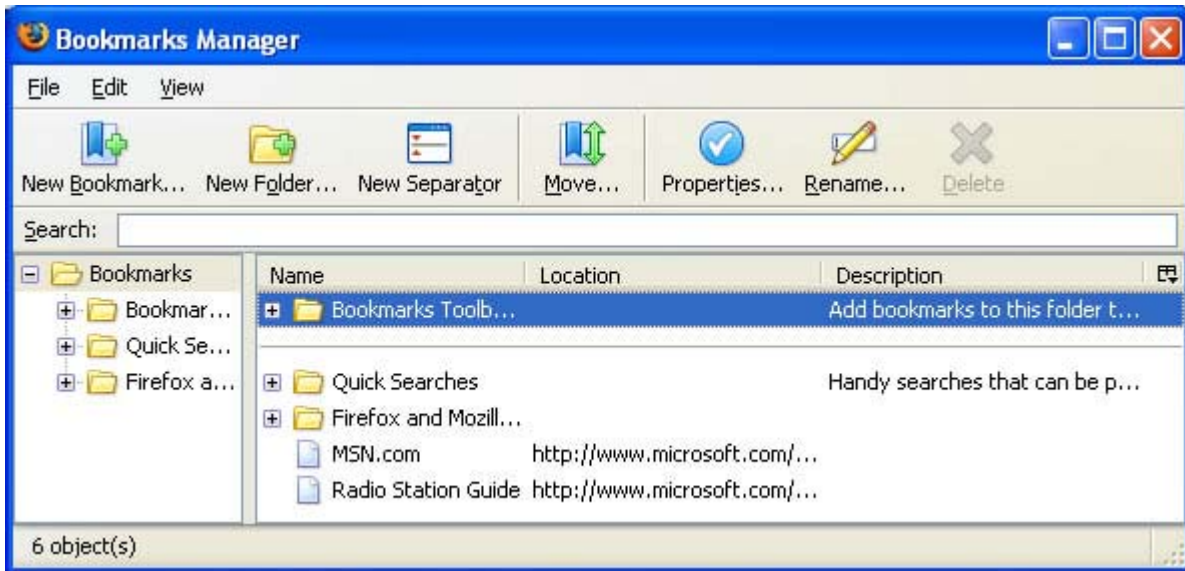 Bookmarks Manager
File Edit View
New Bookmark... New Folder... New Separator Move... Properties... Rename... Delete
Search:
Bookmarks Name Location Description
Bookmar... Bookmarks Toolb... Add bookmarks to this folder t...
Quick Se...
Firefox a... Quick Searches Handy searches that can be p...
Firefox and Mozill...
MSN.com http://www.microsoft.com/...
Radio Station Guide http://www.microsoft.com/...
6 object(s)